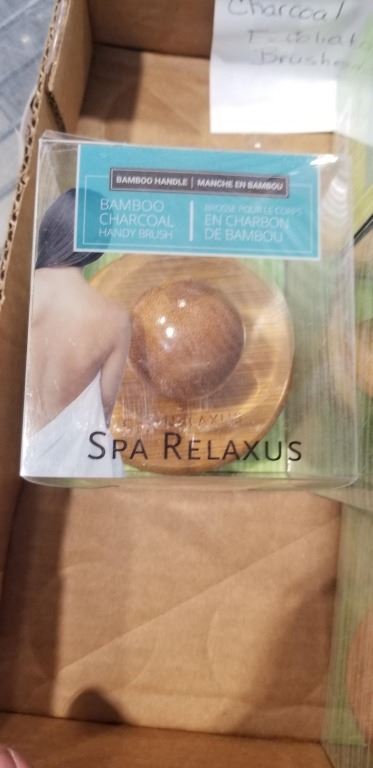 Charcoal
Brushes
BAMBOO HANDLE | MANCHE EN BAMBOU
BAMBOO
CHARCOAL
HANDY BRUSH
BROSSE POUR LE CORPS
EN CHARBON
DE BAMBOU
RELAXUS
SPA RELAXUS